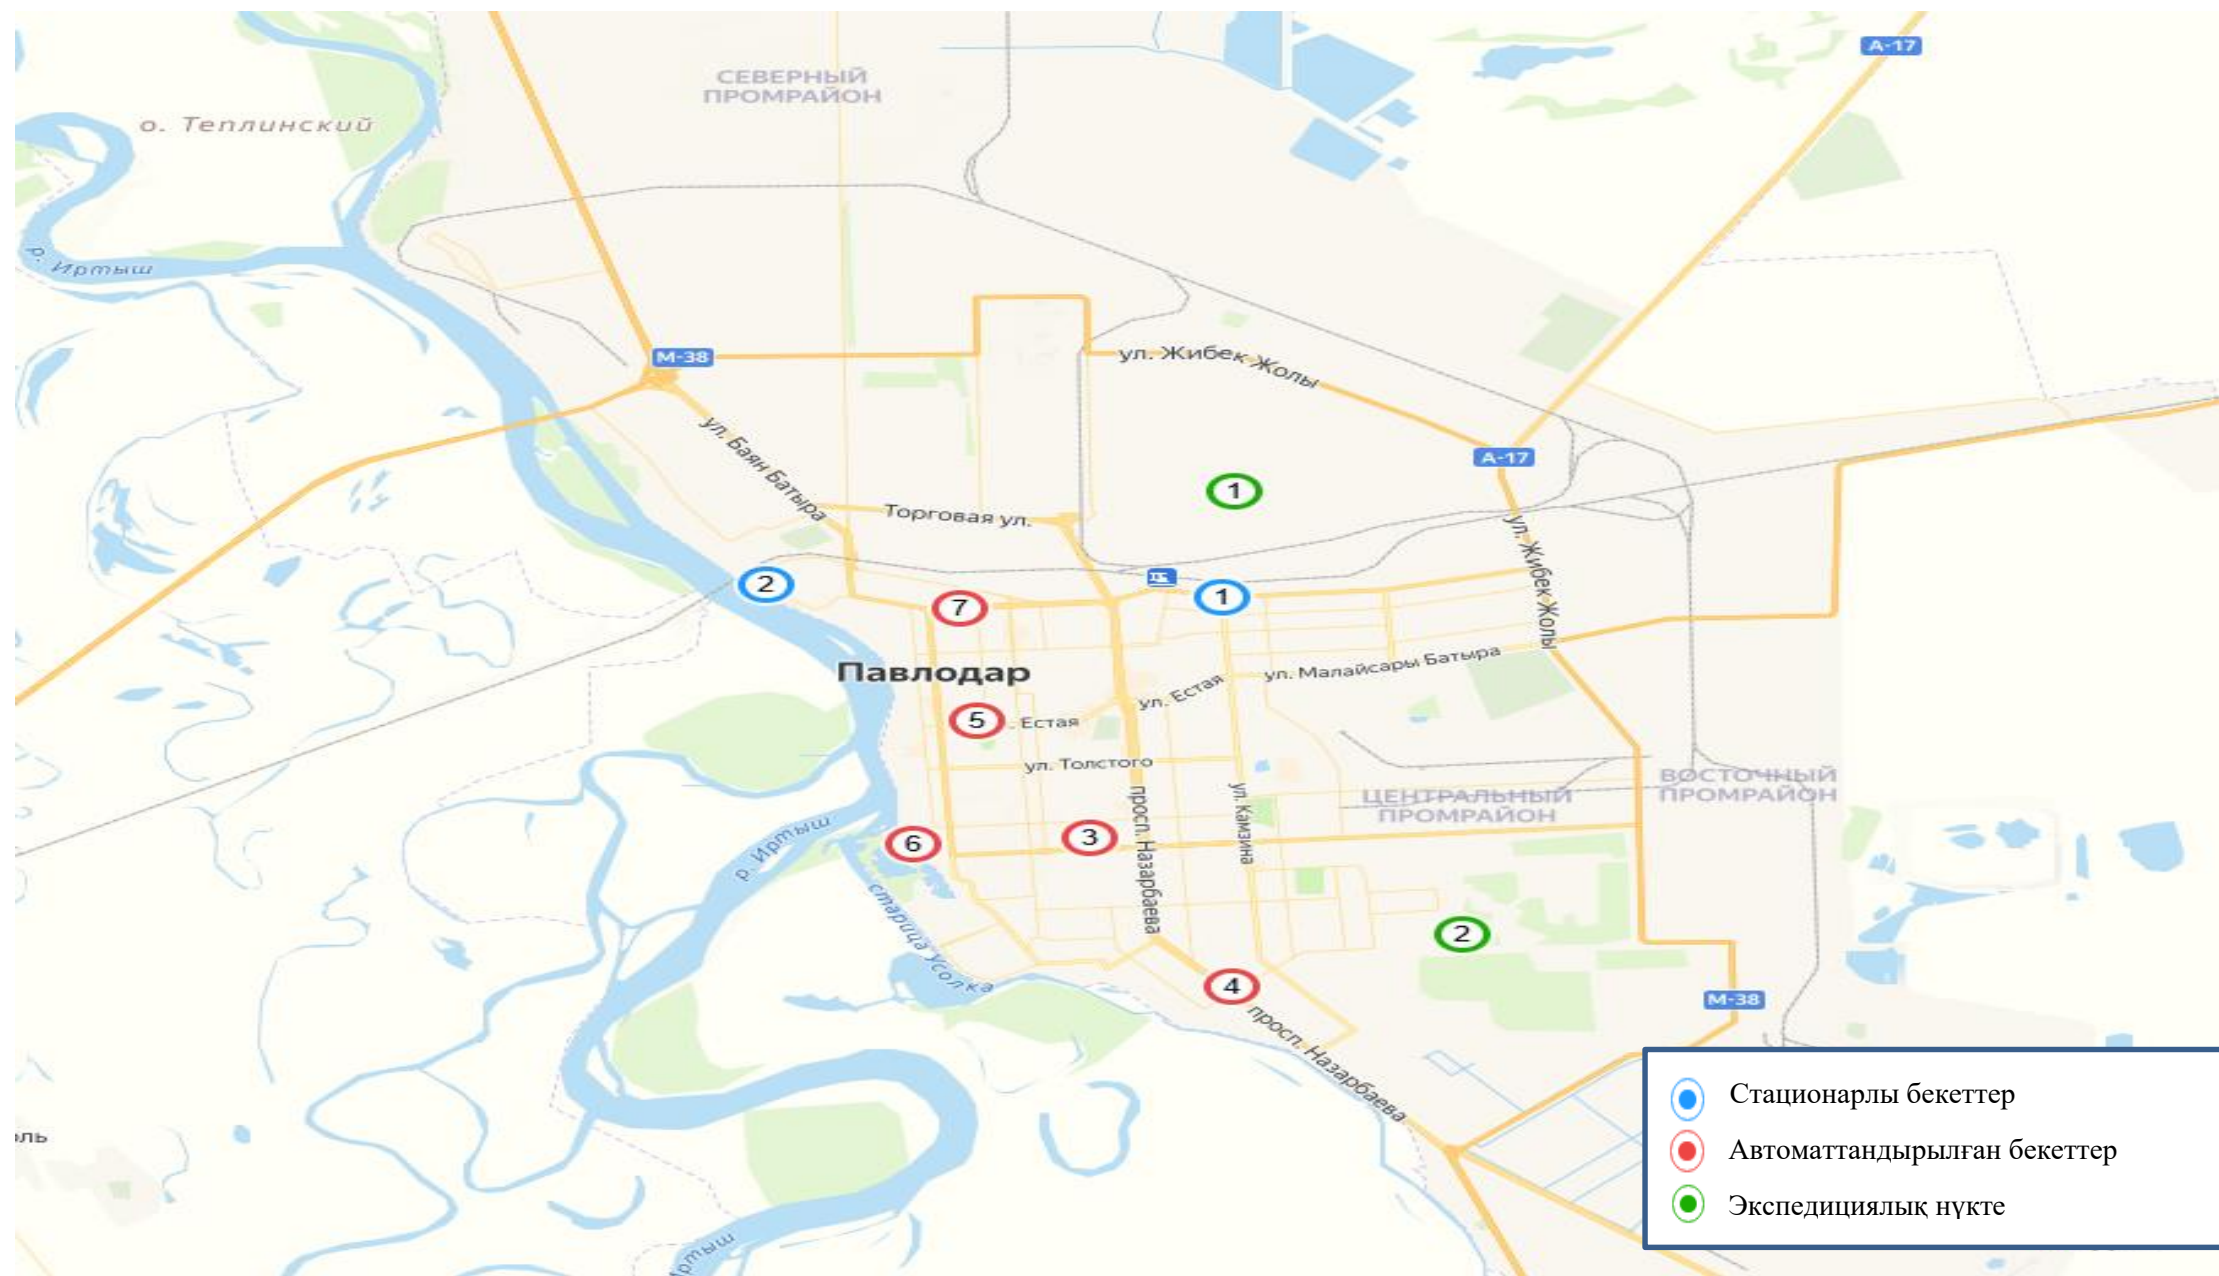 А-17
СЕВЕРНЫЙ
ПРОМРАЙОН
о. Теплинский
р. Иртыш
М-38
ул. Жибек Жолы
ул. Баян Батыра
А-17
1
Торговая ул.
ул. Жибек Жолы
2
7
1
Павлодар
ул. Малайсары Батыра
ул. Естая
5
. Естая
ул. Толстого
ЦЕНТРАЛЬНЫЙ
ПРОМРАЙОН
ВОСТОЧНЫЙ
ПРОМРАЙОН
просп. Назарбаева
ул. Камзина
р. Иртыш
6
3
старица Усолка
2
4
М-38
просп. Назарбаева
оль
Стационарлы бекеттер
Автоматтандырылған бекеттер
Экспедициялық нүкте